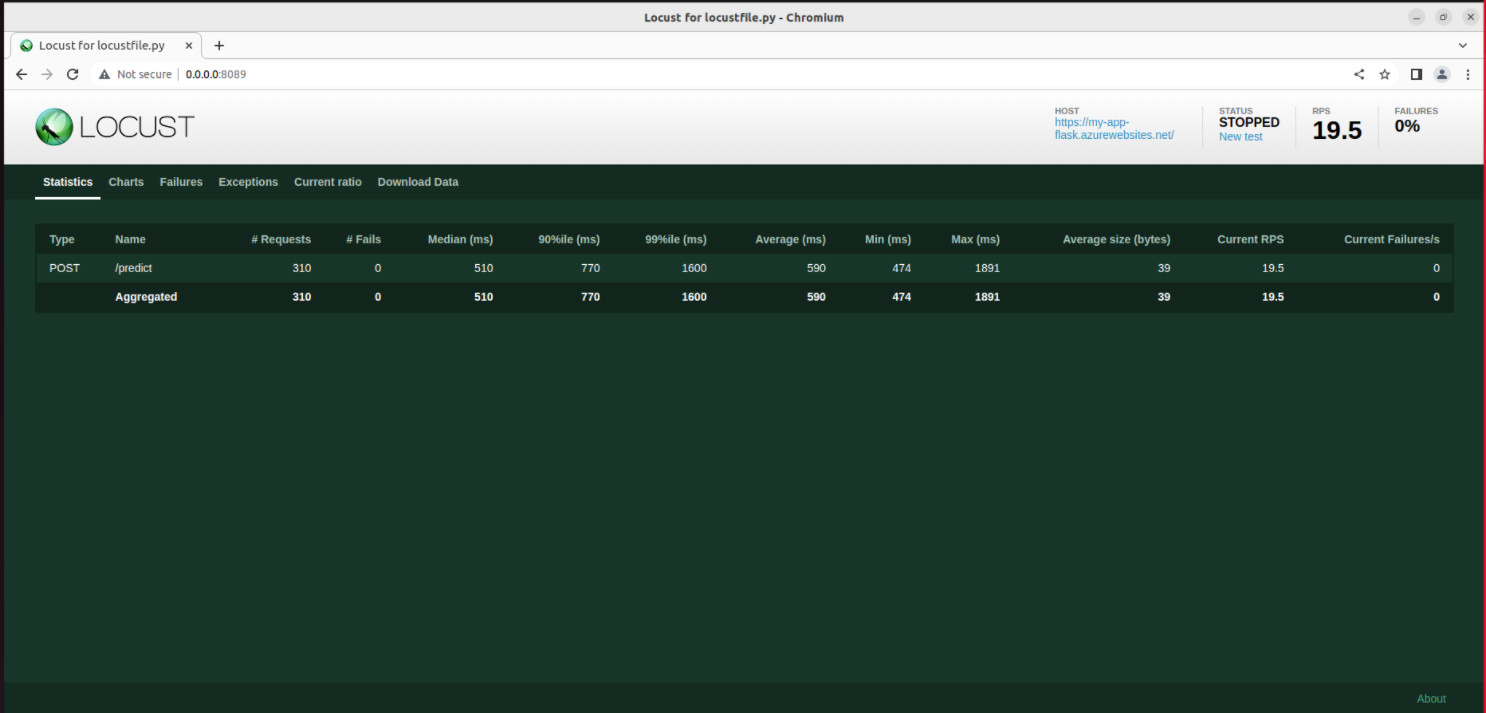 Locust for locustfile.py - Chromium
Locust for locustfile.py
Not secure 0.0.0.0:8089
LOCUST
HOST
https://my-app-
flask.azurewebsites.net/
STATUS
STOPPED
New test
RPS
19.5
FAILURES
0%
Statistics Charts Failures Exceptions Current ratio Download Data
Type Name # Requests # Fails Median (ms) 90%ile (ms) 99%ile (ms) Average (ms) Min (ms) Max (ms) Average size (bytes) Current RPS Current Failures/s
POST /predict 310 0 510 770 1600 590 474 1891 39 19.5 0
Aggregated 310 0 510 770 1600 590 474 1891 39 19.5 0
About